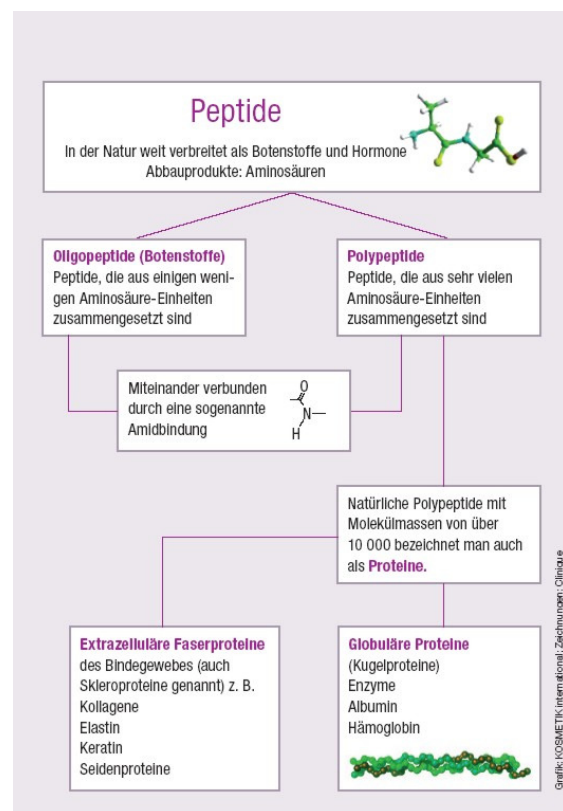 Peptide
In der Natur weit verbreitet als Botenstoffe und Hormone
Abbauprodukte: Aminosäuren
Oligopeptide (Botenstoffe)
Peptide, die aus einigen weni-
gen Aminosäure-Einheiten
zusammengesetzt sind
Polypeptide
Peptide, die aus sehr vielen
Aminosäure-Einheiten
zusammengesetzt sind
Miteinander verbunden
durch eine sogenannte
Amidbindung
O
N
H
Natürliche Polypeptide mit
Molekülmassen von über
10 000 bezeichnet man auch
als Proteine.
Extrazelluläre Faserproteine
des Bindegewebes (auch
Skleroproteine genannt) z. B.
Kollagene
Elastin
Keratin
Seidenproteine
Globuläre Proteine
(Kugelproteine)
Enzyme
Albumin
Hämoglobin
Grafik: KOSMETIK international; Zeichnungen: Clinique